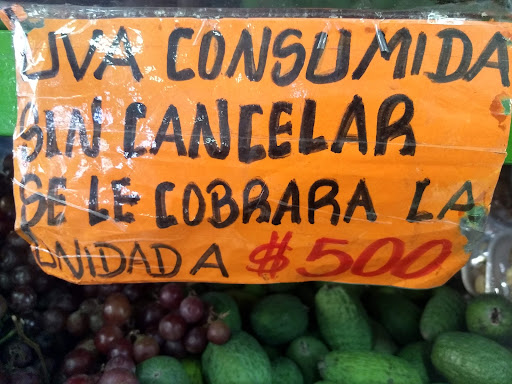 UVA CONSUMIDA
SIN CANCELAR
SE LE COBRARA LA
UNIDAD A $500